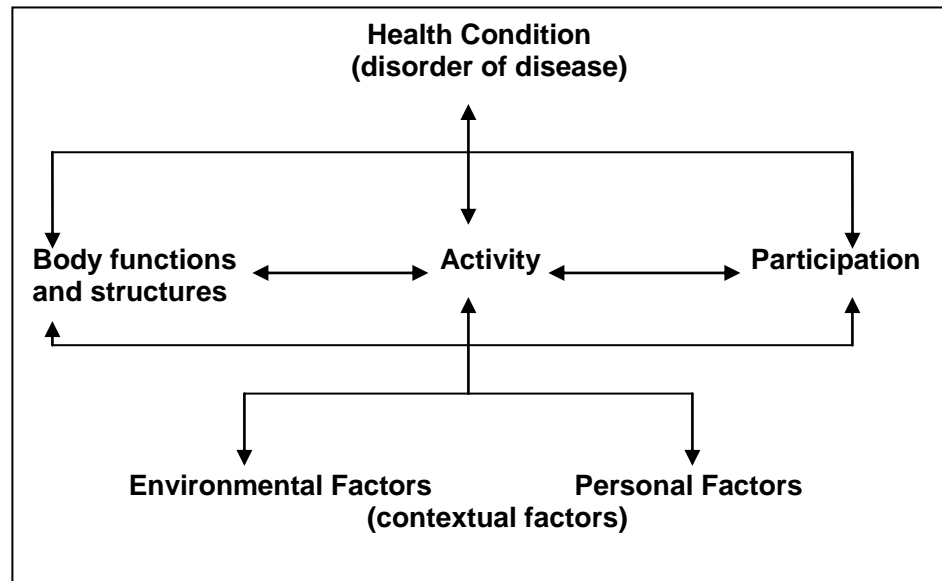 Health Condition
(disorder of disease)
Body functions
and structures
Activity
Participation
Environmental Factors
Personal Factors
(contextual factors)